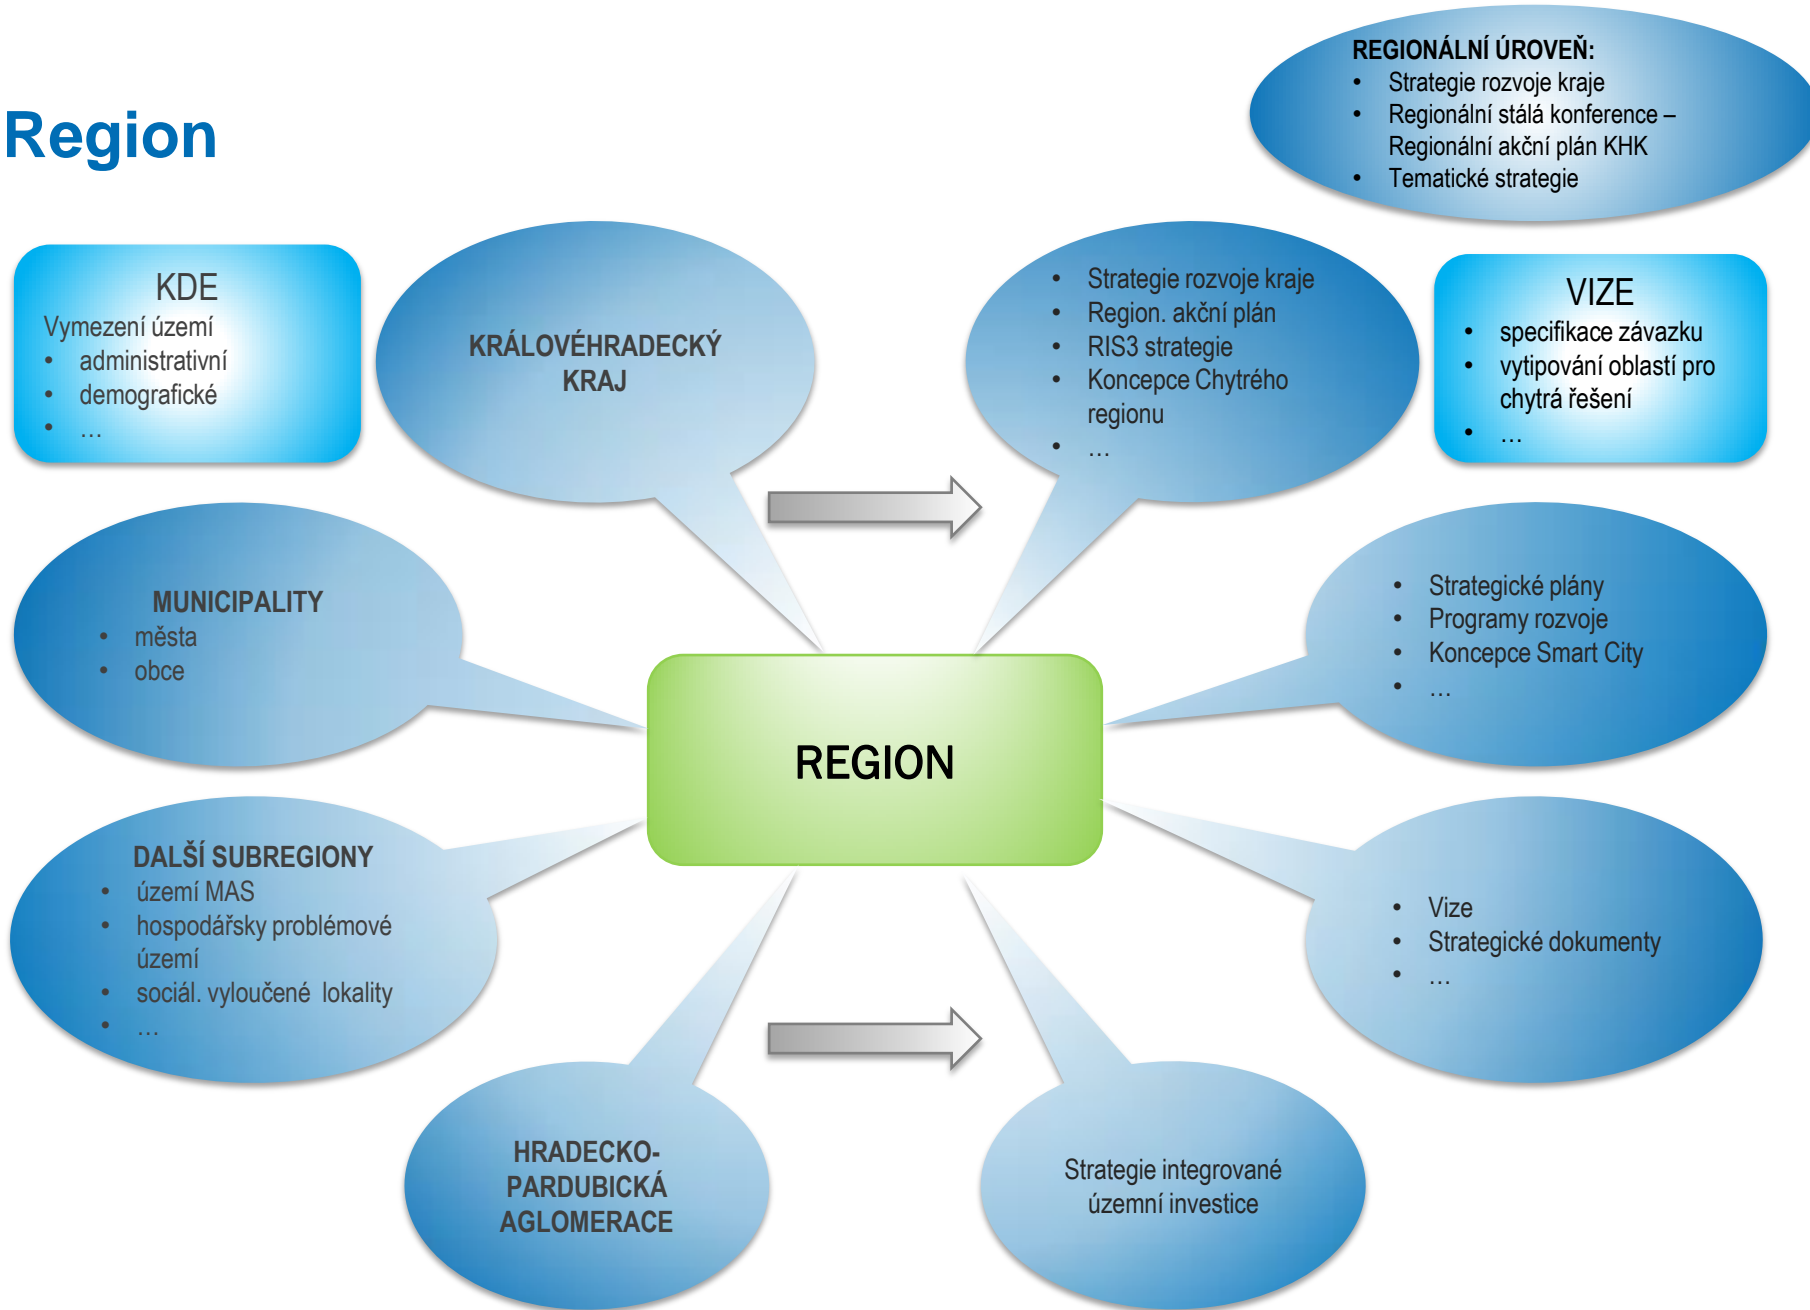 Region
REGIONÁLNÍ ÚROVEŇ:
• Strategie rozvoje kraje
• Regionální stálá konference –
Regionální akční plán KHK
• Tematické strategie
KDE
Vymezení území
• administrativní
• demografické
• …
KRÁLOVÉHRADECKÝ
KRAJ
• Strategie rozvoje kraje
• Region. akční plán
• RIS3 strategie
• Koncepce Chytrého
regionu
• …
VIZE
• specifikace závazku
• vytipování oblastí pro
chytrá řešení
• …
MUNICIPALITY
• města
• obce
• Strategické plány
• Programy rozvoje
• Koncepce Smart City
• …
REGION
DALŠÍ SUBREGIONY
• území MAS
• hospodářsky problémové
území
• sociál. vyloučené lokality
• …
• Vize
• Strategické dokumenty
• …
HRADECKO-
PARDUBICKÁ
AGLOMERACE
Strategie integrované
územní investice